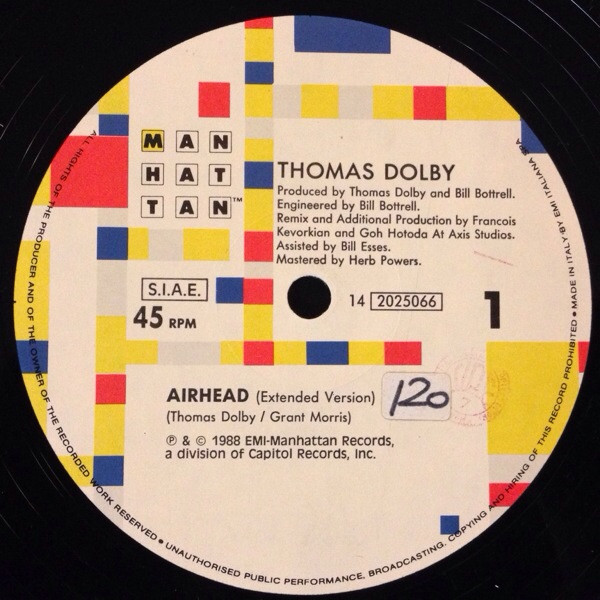 MAN
HAT
TAN™
THOMAS DOLBY
Produced by Thomas Dolby and Bill Bottrell.
Engineered by Bill Bottrell.
Remix and Additional Production by Francois
Kevorkian and Goh Hotoda At Axis Studios.
Assisted by Bill Esses.
Mastered by Herb Powers.
S.I.A.E.
45 RPM
14 2025066
1
AIRHEAD (Extended Version)
(Thomas Dolby / Grant Morris)
120
℗ & © 1988 EMI-Manhattan Records,
a division of Capitol Records, Inc.
ALL RIGHTS OF THE PRODUCER AND OF THE OWNER OF THE RECORDED WORK RESERVED • UNAUTHORISED PUBLIC PERFORMANCE, BROADCASTING, COPYING AND HIRING OF THIS RECORD PROHIBITED • MADE IN ITALY·BY EMI ITALIANA SPA